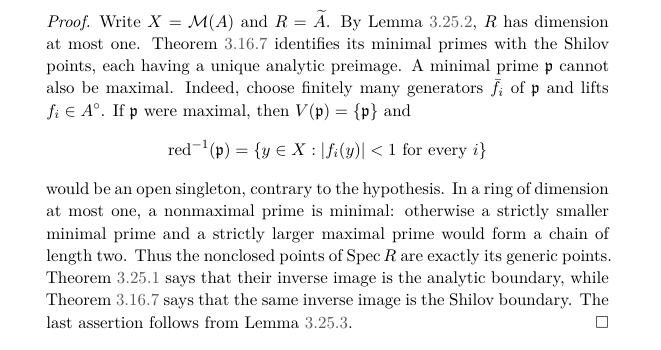 Proof. Write X = ℳ(A) and R = Ã. By Lemma 3.25.2, R has dimension
at most one. Theorem 3.16.7 identifies its minimal primes with the Shilov
points, each having a unique analytic preimage. A minimal prime 𝔭 cannot
also be maximal. Indeed, choose finitely many generators f̄ᵢ of 𝔭 and lifts
fᵢ ∈ A°. If 𝔭 were maximal, then V(𝔭) = {𝔭} and
red⁻¹(𝔭) = {y ∈ X : |fᵢ(y)| < 1 for every i}
would be an open singleton, contrary to the hypothesis. In a ring of dimension
at most one, a nonmaximal prime is minimal: otherwise a strictly smaller
minimal prime and a strictly larger maximal prime would form a chain of
length two. Thus the nonclosed points of Spec R are exactly its generic points.
Theorem 3.25.1 says that their inverse image is the analytic boundary, while
Theorem 3.16.7 says that the same inverse image is the Shilov boundary. The
last assertion follows from Lemma 3.25.3. □